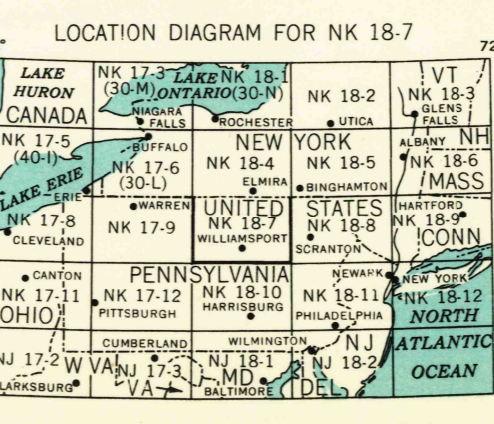 LOCATION DIAGRAM FOR NK 18-7
72
LAKE HURON
CANADA
NK 17-3
(30-M)
LAKE ONTARIO
NK 18-1
(30-N)
NK 18-2
VT
NK 18-3
GLENS FALLS
NIAGARA FALLS
ROCHESTER
UTICA
NK 17-5
(40-I)
BUFFALO
NEW YORK
ALBANY
NH
NK 17-6
(30-L)
NK 18-4
NK 18-5
NK 18-6
MASS
LAKE ERIE
ERIE
ELMIRA
BINGHAMTON
WARREN
UNITED STATES
HARTFORD
NK 17-8
NK 17-9
NK 18-7
NK 18-8
NK 18-9
CLEVELAND
WILLIAMSPORT
SCRANTON
CONN
CANTON
PENNSYLVANIA
NEWARK
NEW YORK
NK 17-11
NK 17-12
NK 18-10
NK 18-11
NK 18-12
OHIO
PITTSBURGH
HARRISBURG
PHILADELPHIA
NORTH
ATLANTIC
OCEAN
CUMBERLAND
WILMINGTON
NJ
NJ 17-2
W VA
NJ 17-3
NJ 18-1
NJ 18-2
LARKSBURG
VA
MD
BALTIMORE
DEL